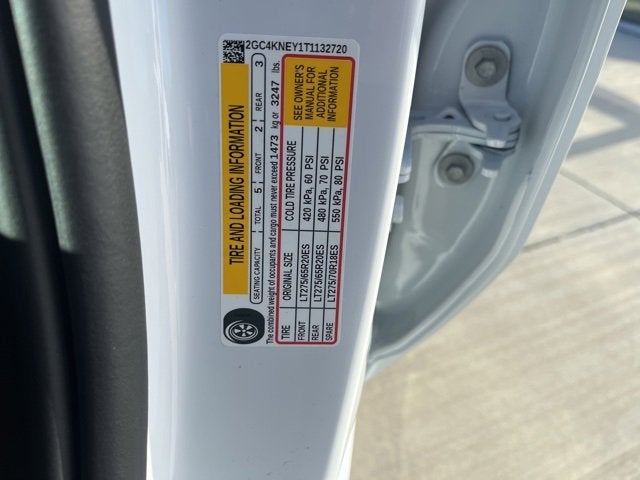 2GC4KNEY1T1132720
TIRE AND LOADING INFORMATION
SEATING CAPACITY TOTAL 5 FRONT 2 REAR 3
The combined weight of occupants and cargo must never exceed 1473 kg or 3247 lbs.
TIRE ORIGINAL SIZE COLD TIRE PRESSURE
FRONT LT275/65R20ES 420 kPa, 60 PSI
REAR LT275/65R20ES 480 kPa, 70 PSI
SPARE LT275/70R18ES 550 kPa, 80 PSI
SEE OWNER'S
MANUAL FOR
ADDITIONAL
INFORMATION